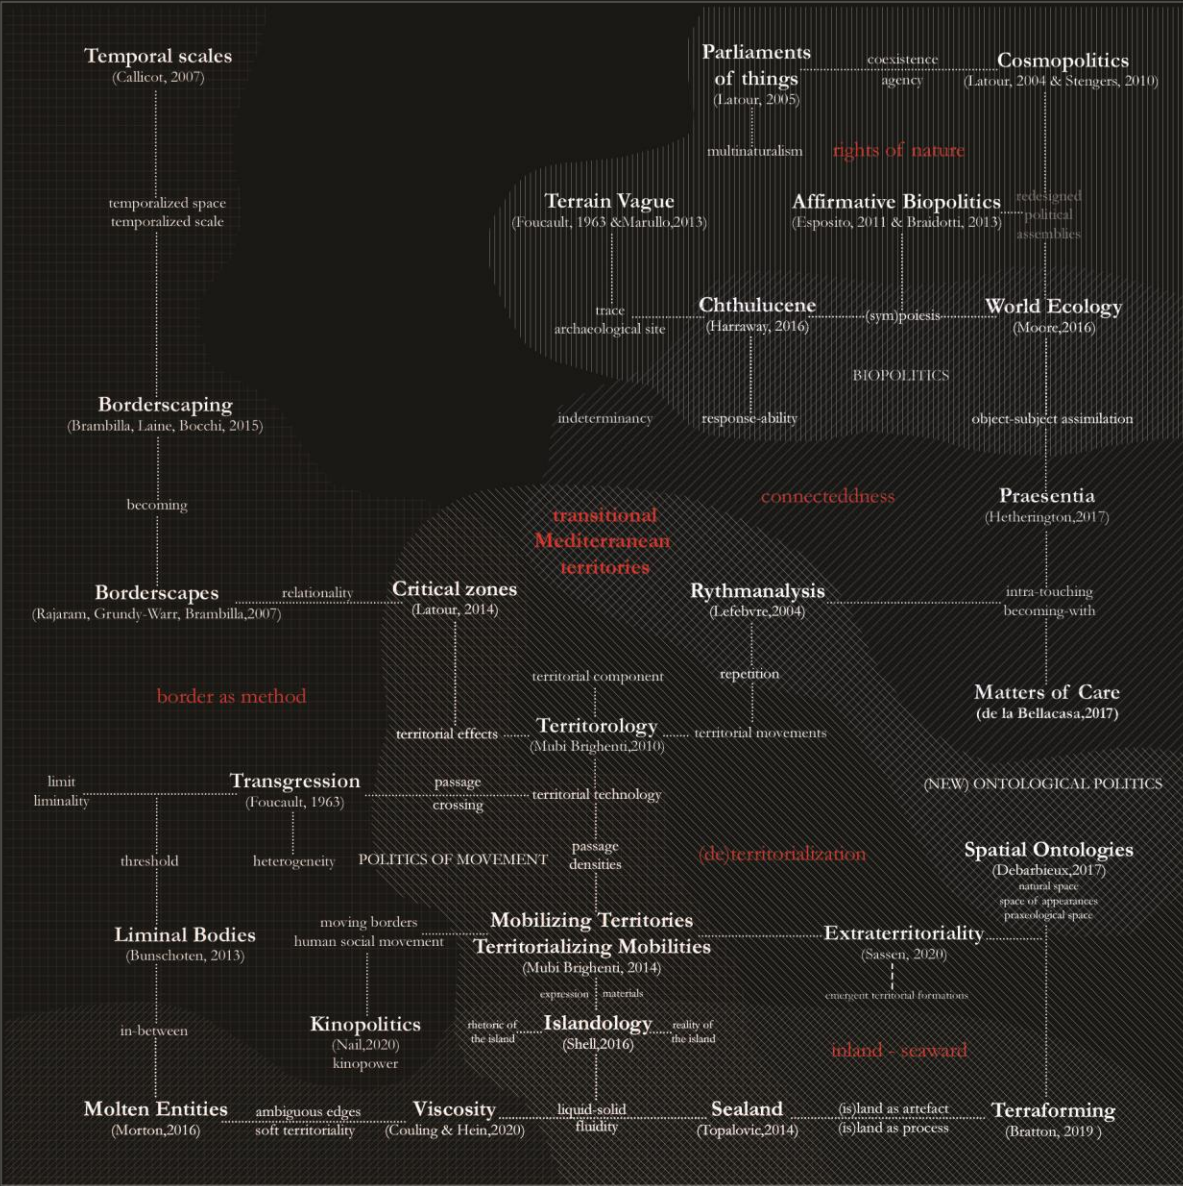 Temporal scales
(Callicot, 2007)
Parliaments
of things
(Latour, 2005)
coexistence
agency
Cosmopolitics
(Latour, 2004 & Stengers, 2010)
multinaturalism
rights of nature
temporalized space
temporalized scale
Terrain Vague
(Foucault, 1963 &Marullo,2013)
Affirmative Biopolitics
(Esposito, 2011 & Braidotti, 2013)
redesigned
political
assemblies
trace
archaeological site
Chthulucene
(Harraway, 2016)
(sym)poiesis
World Ecology
(Moore,2016)
BIOPOLITICS
Borderscaping
(Brambilla, Laine, Bocchi, 2015)
indeterminancy
response-ability
object-subject assimilation
becoming
transitional
Mediterranean
territories
connecteddness
Praesentia
(Hetherington,2017)
Borderscapes
(Rajaram, Grundy-Warr, Brambilla,2007)
relationality
Critical zones
(Latour, 2014)
Rythmanalysis
(Lefebvre,2004)
intra-touching
becoming-with
border as method
territorial component
repetition
Matters of Care
(de la Bellacasa,2017)
territorial effects
Territorology
(Mubi Brighenti,2010)
territorial movements
limit
liminality
Transgression
(Foucault, 1963)
passage
crossing
territorial technology
(NEW) ONTOLOGICAL POLITICS
threshold
heterogeneity
POLITICS OF MOVEMENT
passage
densities
(de)territorialization
Spatial Ontologies
(Debarbieux,2017)
natural space
space of appearances
praxeological space
Liminal Bodies
(Bunschoten, 2013)
moving borders
human social movement
Mobilizing Territories
Territorializing Mobilities
(Mubi Brighenti, 2014)
Extraterritoriality
(Sassen, 2020)
expression
materials
emergent territorial formations
in-between
Kinopolitics
(Nail,2020)
kinopower
rhetoric of
the island
Islandology
(Shell,2016)
reality of
the island
inland - seaward
Molten Entities
(Morton,2016)
ambiguous edges
soft territoriality
Viscosity
(Couling & Hein,2020)
liquid-solid
fluidity
Sealand
(Topalovic,2014)
(is)land as artefact
(is)land as process
Terraforming
(Bratton, 2019 )